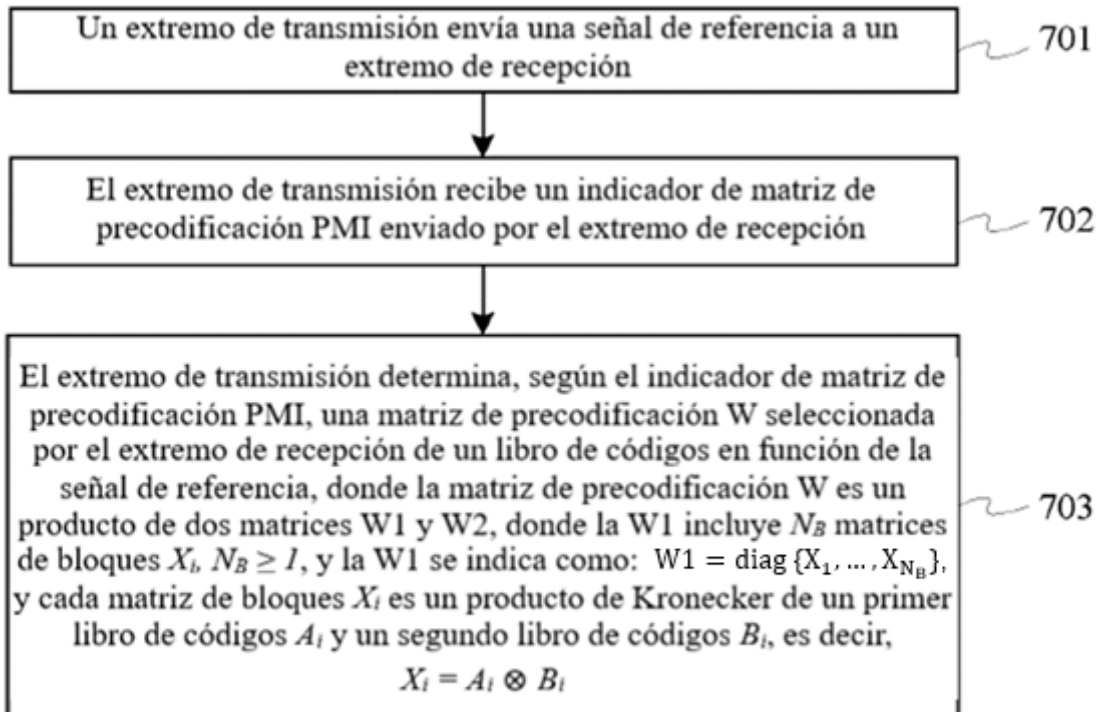 Un extremo de transmisión envía una señal de referencia a un
extremo de recepción
701
El extremo de transmisión recibe un indicador de matriz de
precodificación PMI enviado por el extremo de recepción
702
El extremo de transmisión determina, según el indicador de matriz de
precodificación PMI, una matriz de precodificación W seleccionada
por el extremo de recepción de un libro de códigos en función de la
señal de referencia, donde la matriz de precodificación W es un
producto de dos matrices W1 y W2, donde la W1 incluye N_B matrices
de bloques X_i, N_B ≥ 1, y la W1 se indica como: W1 = diag {X_1, ... , X_{N_B}},
y cada matriz de bloques X_i es un producto de Kronecker de un primer
libro de códigos A_i y un segundo libro de códigos B_i, es decir,
X_i = A_i ⊗ B_i
703